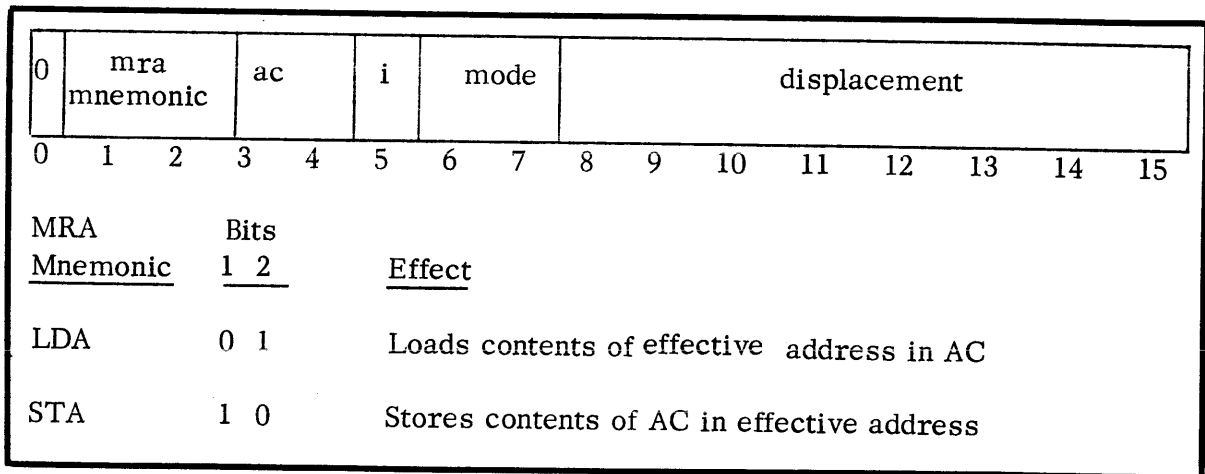 0 mra mnemonic ac i mode displacement
0 1 2 3 4 5 6 7 8 9 10 11 12 13 14 15
MRA Bits
Mnemonic 1 2 Effect
LDA 0 1 Loads contents of effective address in AC
STA 1 0 Stores contents of AC in effective address